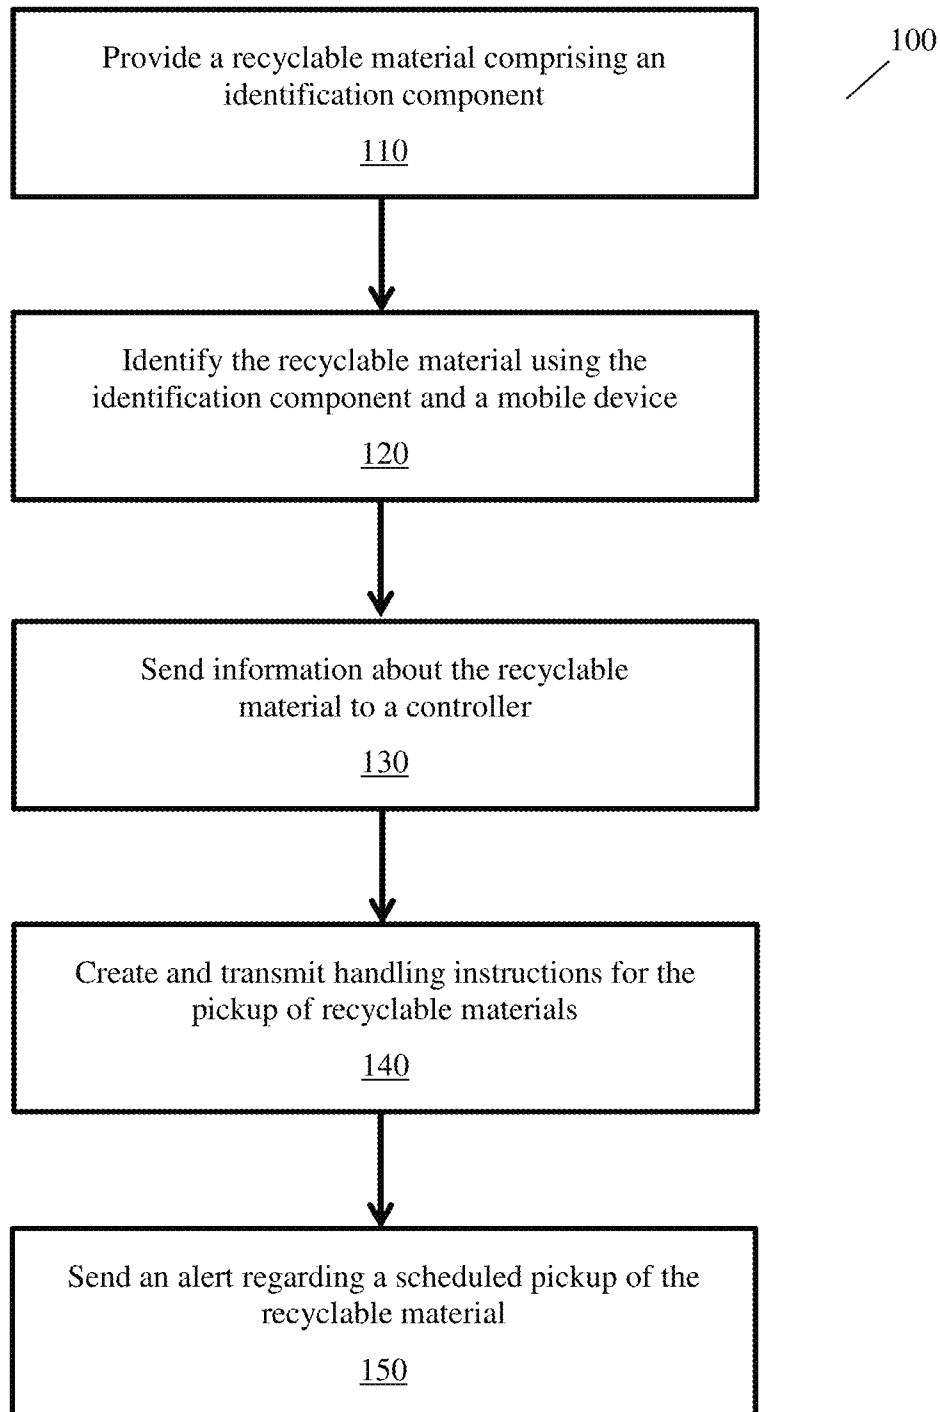 100
Provide a recyclable material comprising an
identification component
110
Identify the recyclable material using the
identification component and a mobile device
120
Send information about the recyclable
material to a controller
130
Create and transmit handling instructions for the
pickup of recyclable materials
140
Send an alert regarding a scheduled pickup of the
recyclable material
150